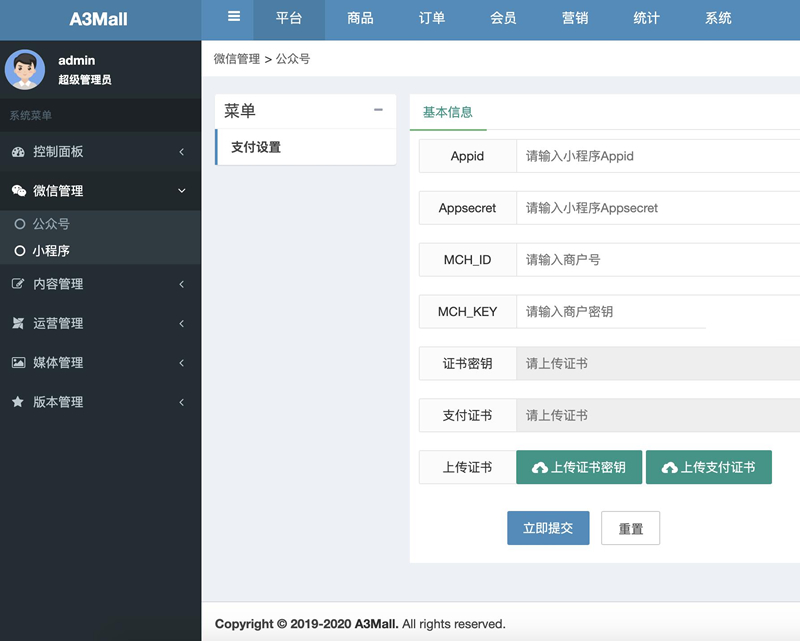 A3Mall
平台 商品 订单 会员 营销 统计 系统
admin
超级管理员
系统菜单
控制面板
微信管理
公众号
小程序
内容管理
运营管理
媒体管理
版本管理
微信管理 > 公众号
菜单
支付设置
基本信息
Appid 请输入小程序Appid
Appsecret 请输入小程序Appsecret
MCH_ID 请输入商户号
MCH_KEY 请输入商户密钥
证书密钥 请上传证书
支付证书 请上传证书
上传证书 上传证书密钥 上传支付证书
立即提交 重置
Copyright © 2019-2020 A3Mall. All rights reserved.